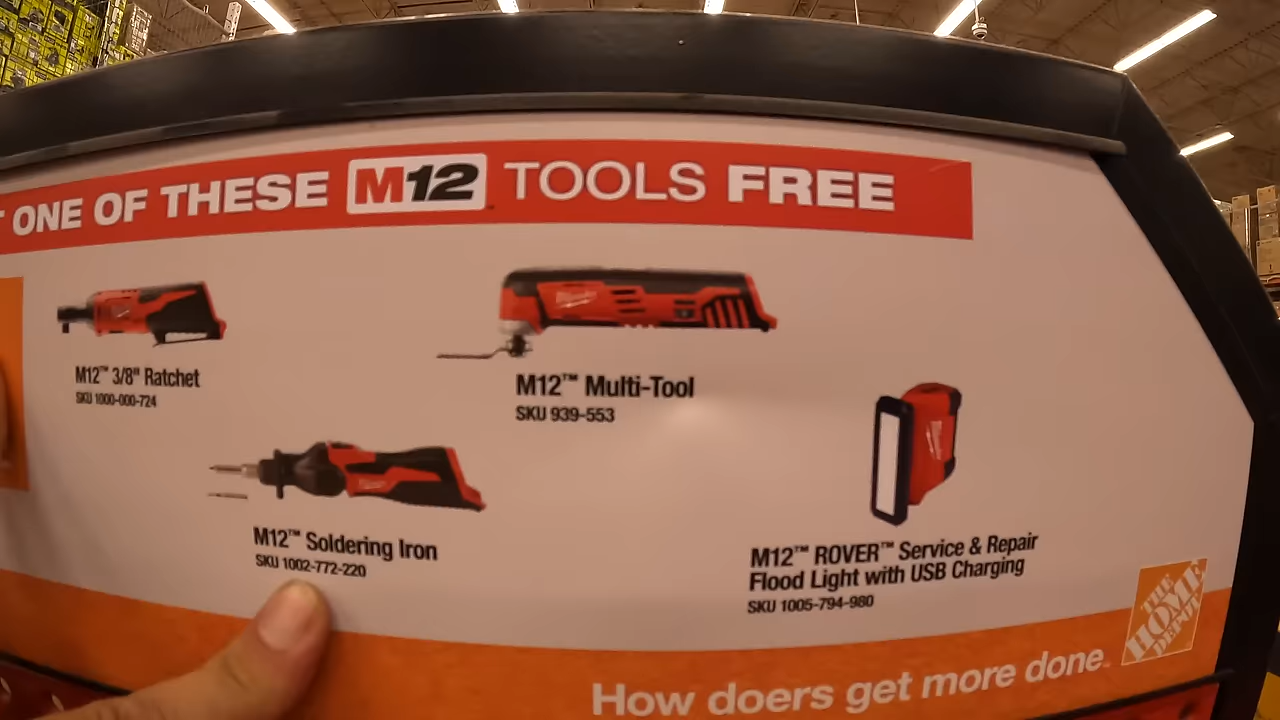 ONE OF THESE M12 TOOLS FREE
M12™ 3/8" Ratchet
SKU 1000-000-724
M12™ Multi-Tool
SKU 939-553
M12™ Soldering Iron
SKU 1002-772-220
M12™ ROVER™ Service & Repair
Flood Light with USB Charging
SKU 1005-794-980
THE
HOME
DEPOT
How doers get more done.